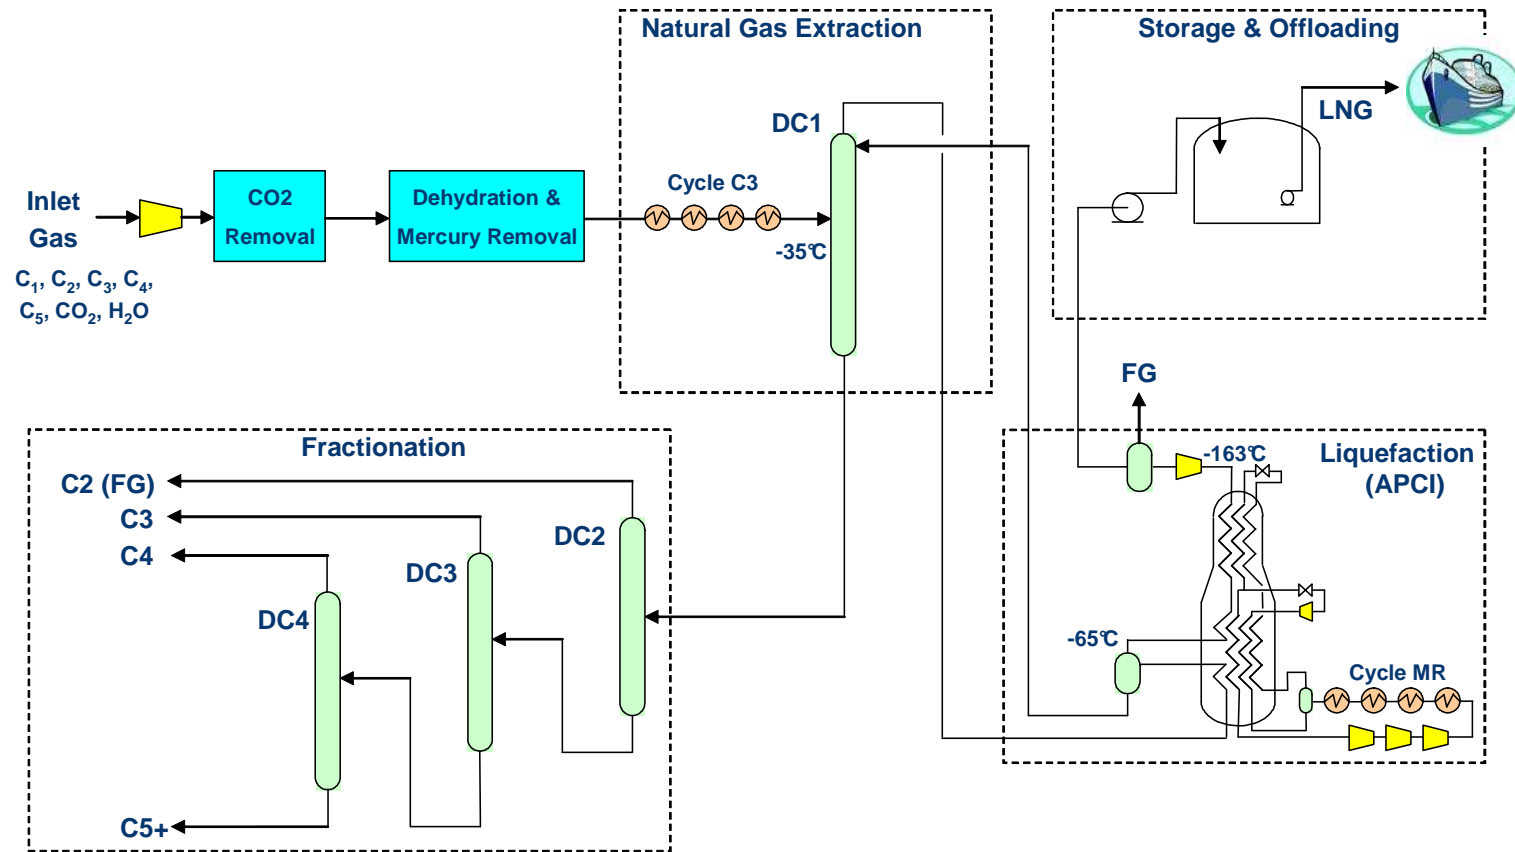 Natural Gas Extraction
Storage & Offloading
DC1
LNG
Inlet
Gas
CO2
Removal
Dehydration &
Mercury Removal
Cycle C3
-35°C
C1, C2, C3, C4,
C5, CO2, H2O
FG
Fractionation
C2 (FG)
C3
C4
DC2
DC3
DC4
C5+
-163°C
Liquefaction
(APCI)
-65°C
Cycle MR